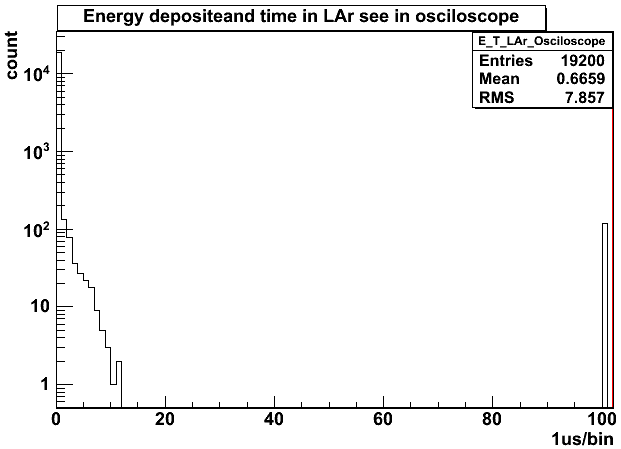 Energy depositeand time in LAr see in osciloscope
E_T_LAr_Osciloscope
Entries 19200
Mean 0.6659
RMS 7.857
count
10^4
10^3
10^2
10
1
0 20 40 60 80 100
1us/bin